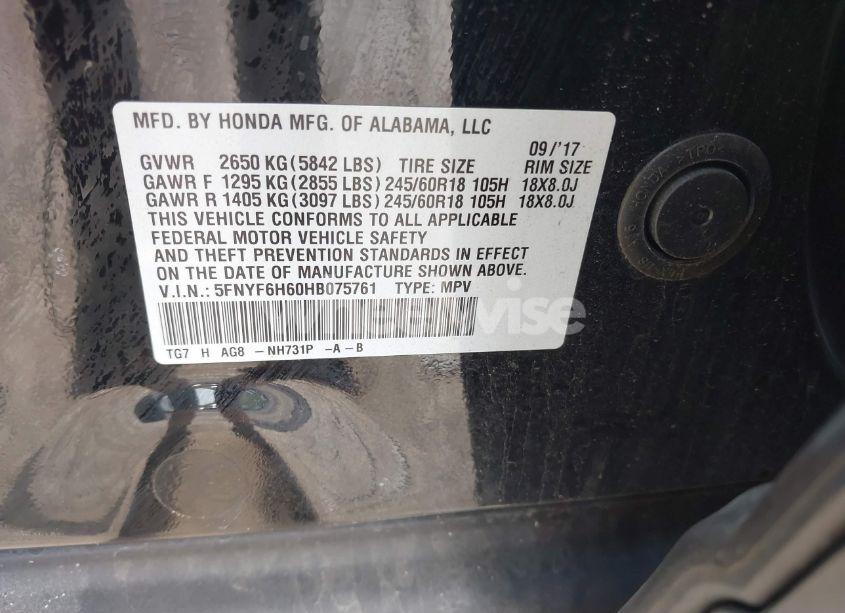 MFD. BY HONDA MFG. OF ALABAMA, LLC
09/'17
GVWR 2650 KG (5842 LBS) TIRE SIZE RIM SIZE
GAWR F 1295 KG (2855 LBS) 245/60R18 105H 18X8.0J
GAWR R 1405 KG (3097 LBS) 245/60R18 105H 18X8.0J
THIS VEHICLE CONFORMS TO ALL APPLICABLE
FEDERAL MOTOR VEHICLE SAFETY
AND THEFT PREVENTION STANDARDS IN EFFECT
ON THE DATE OF MANUFACTURE SHOWN ABOVE.
V.I.N.: 5FNYF6H60HB075761 TYPE: MPV
TG7 H AG8 -NH731P -A-B
HONDA >TPO<